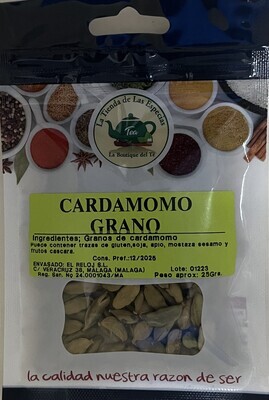 La Tienda de Las Especias
Tea
La Boutique del Té
CARDAMOMO
GRANO
Ingredientes; Granos de cardamomo
Puede contener trazas de gluten,soja, apio, mostaza sesamo y
frutos cascara.
Cons. Pref.:12/2025
ENVASADO: EL RELOJ S.L.
C/ VERACRUZ 38, MÁLAGA (MALAGA)
Lote: 01223
Reg. San. No 24.0001043/MA
Peso aprox: 25Grs.
la calidad nuestra razon de ser